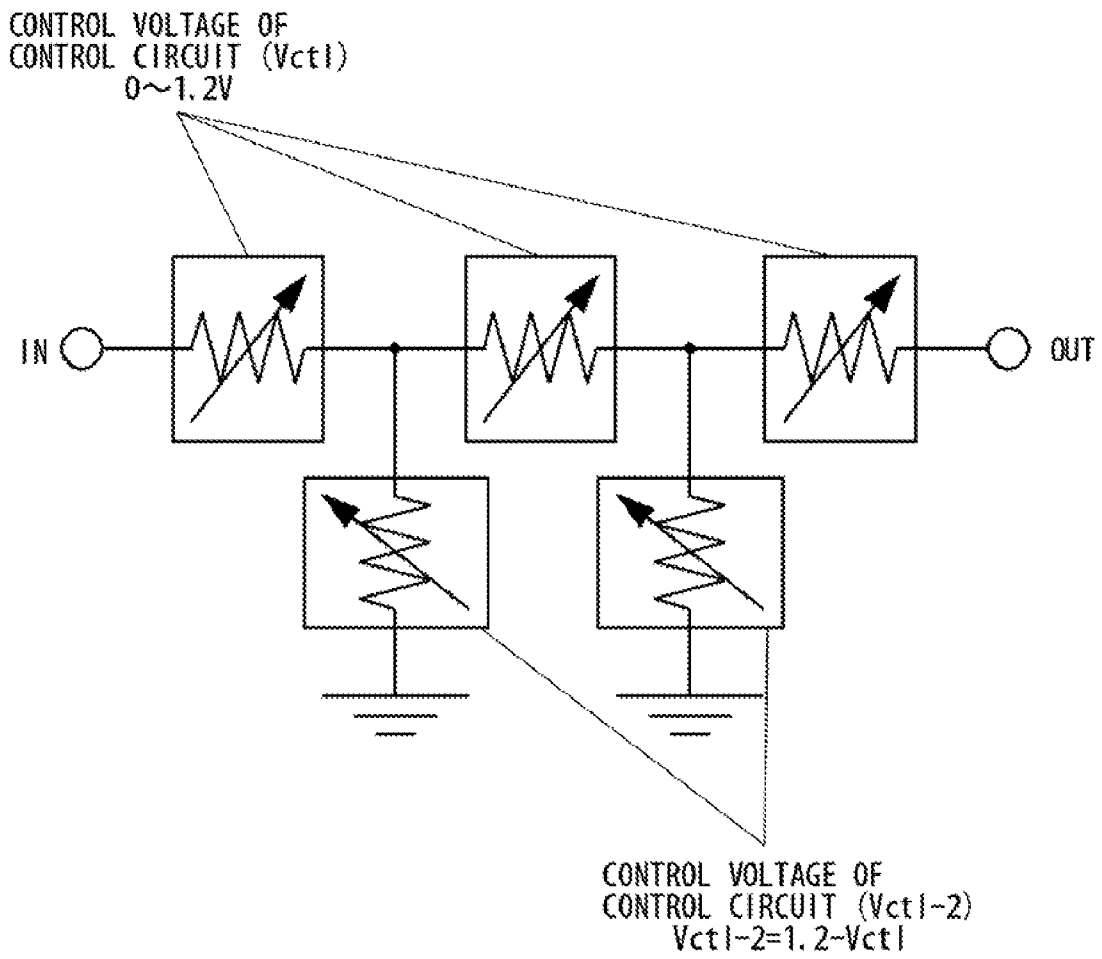 CONTROL VOLTAGE OF
CONTROL CIRCUIT (Vctl)
0～1.2V
IN
OUT
CONTROL VOLTAGE OF
CONTROL CIRCUIT (Vctl-2)
Vctl-2=1.2-Vctl